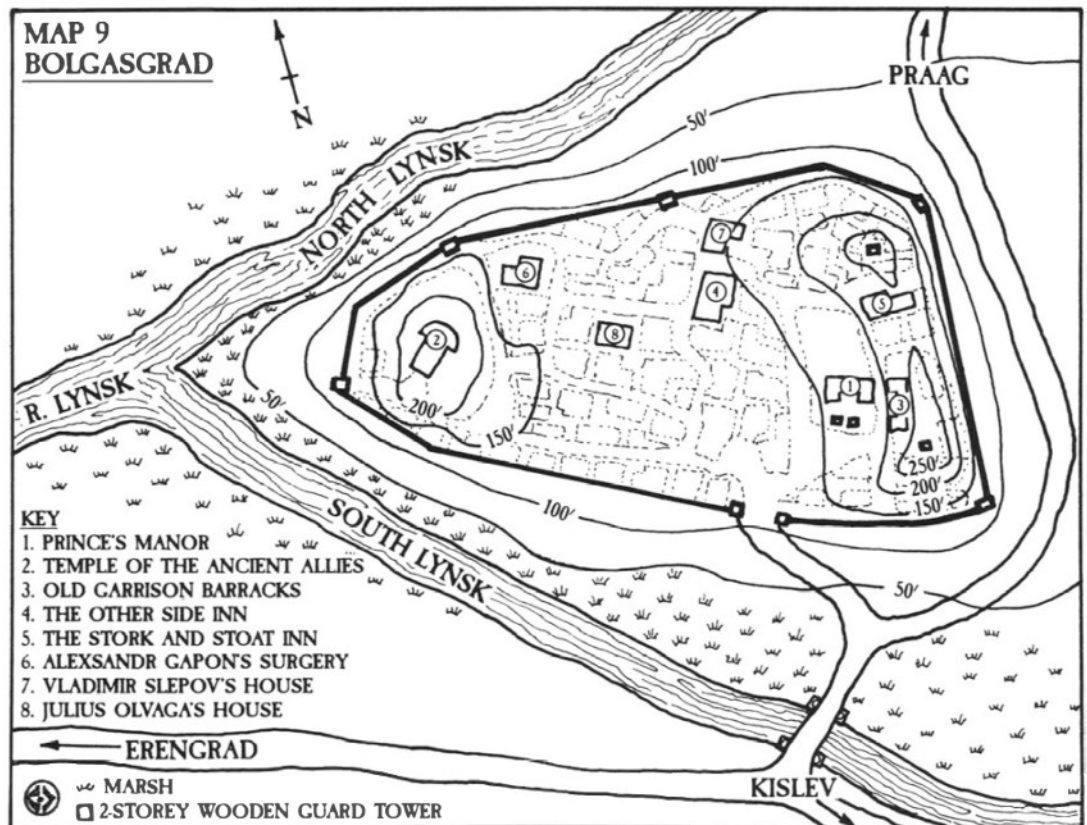 MAP 9
BOLGASGRAD
N
PRAAG
50'
100'
NORTH LYNSK
7
6
4
5
8
2
1
3
R. LYNSK
50'
200'
150'
250'
200'
150'
100'
SOUTH LYNSK
50'
KEY
1. PRINCE'S MANOR
2. TEMPLE OF THE ANCIENT ALLIES
3. OLD GARRISON BARRACKS
4. THE OTHER SIDE INN
5. THE STORK AND STOAT INN
6. ALEXSANDR GAPON'S SURGERY
7. VLADIMIR SLEPOV'S HOUSE
8. JULIUS OLVAGA'S HOUSE
ERENGRAD
KISLEV
MARSH
2-STOREY WOODEN GUARD TOWER